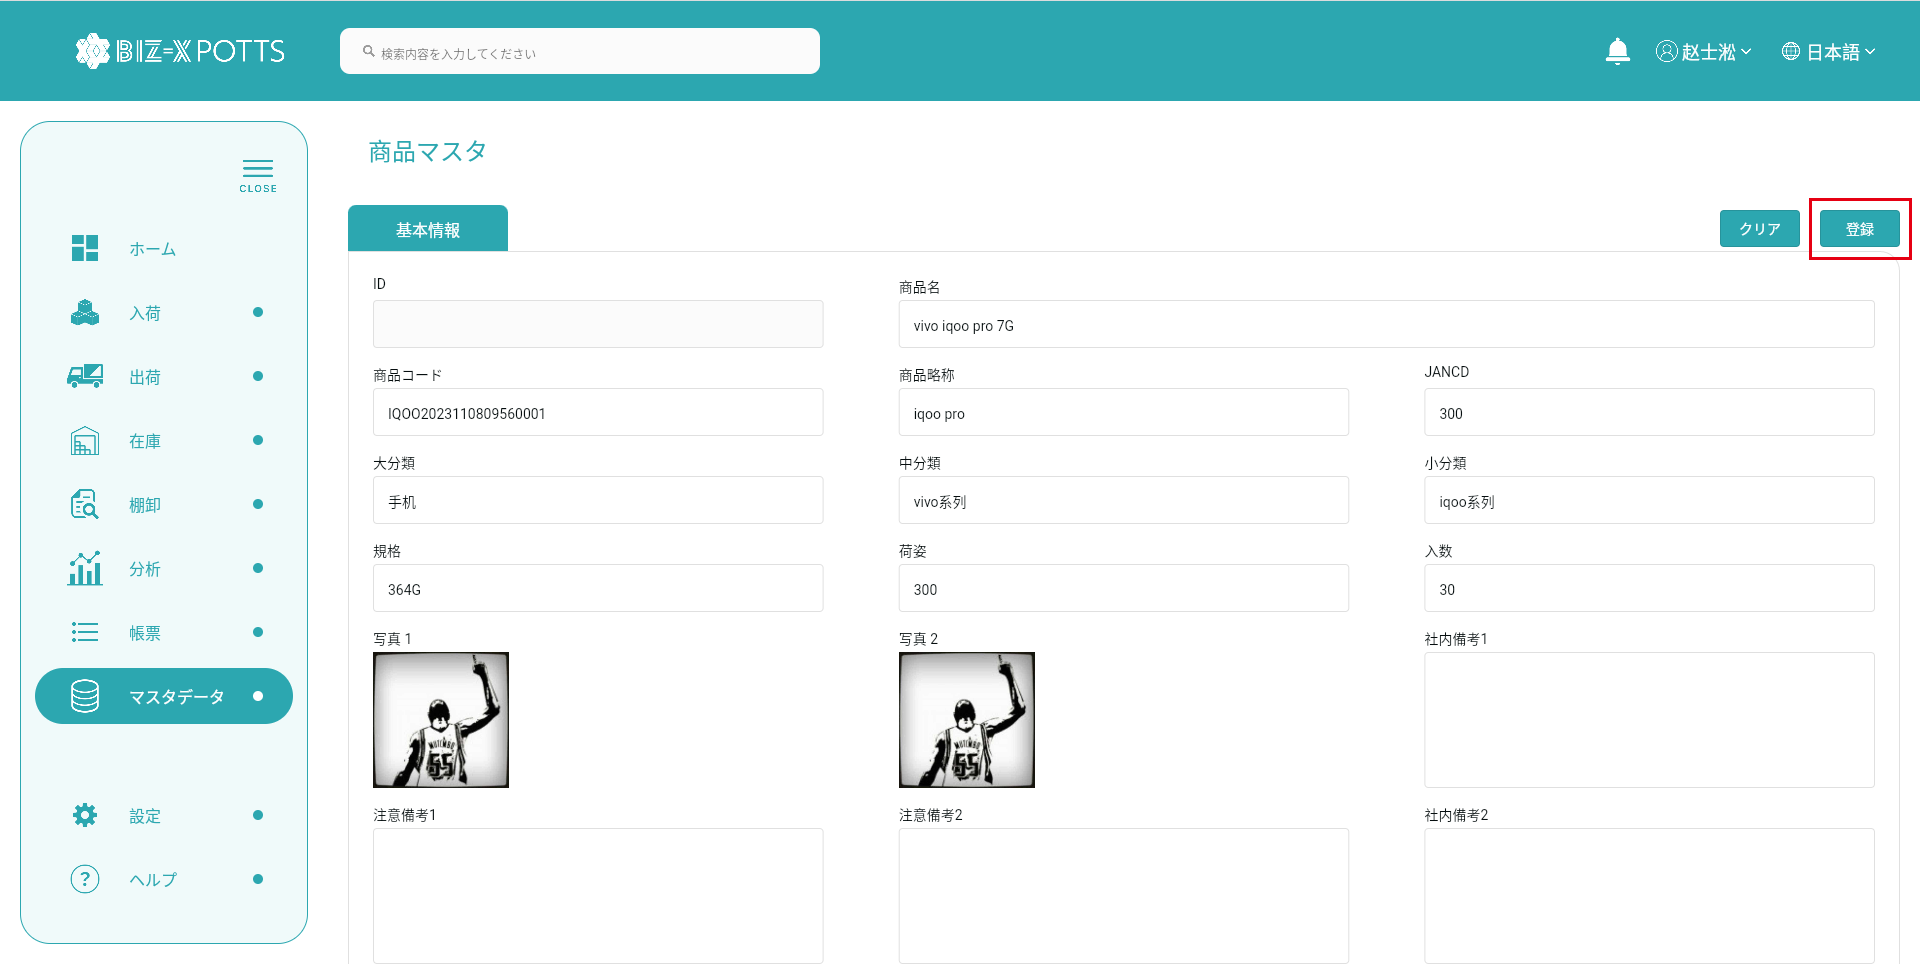 BIZ=X POTTS
検索内容を入力してください
赵士淞
日本語
CLOSE
ホーム
入荷
出荷
在庫
棚卸
分析
帳票
マスタデータ
設定
ヘルプ
商品マスタ
基本情報
クリア
登録
ID
商品名
vivo iqoo pro 7G
商品コード
商品略称
JANCD
IQOO2023110809560001
iqoo pro
300
大分類
中分類
小分類
手机
vivo系列
iqoo系列
規格
荷姿
入数
364G
300
30
写真 1
写真 2
社内備考1
MUTOMBO
55
MUTOMBO
55
注意備考1
注意備考2
社内備考2